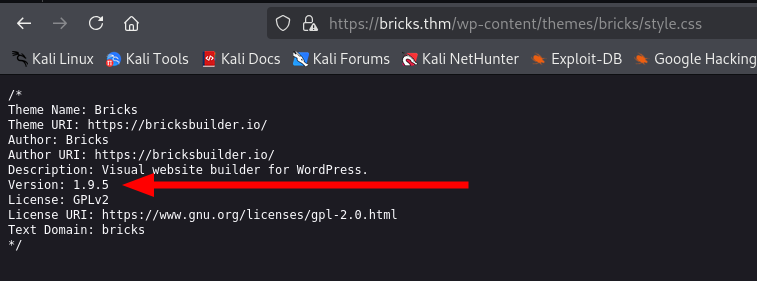 https://bricks.thm/wp-content/themes/bricks/style.css
Kali Linux Kali Tools Kali Docs Kali Forums Kali NetHunter Exploit-DB Google Hacking
/*
Theme Name: Bricks
Theme URI: https://bricksbuilder.io/
Author: Bricks
Author URI: https://bricksbuilder.io/
Description: Visual website builder for WordPress.
Version: 1.9.5
License: GPLv2
License URI: https://www.gnu.org/licenses/gpl-2.0.html
Text Domain: bricks
*/